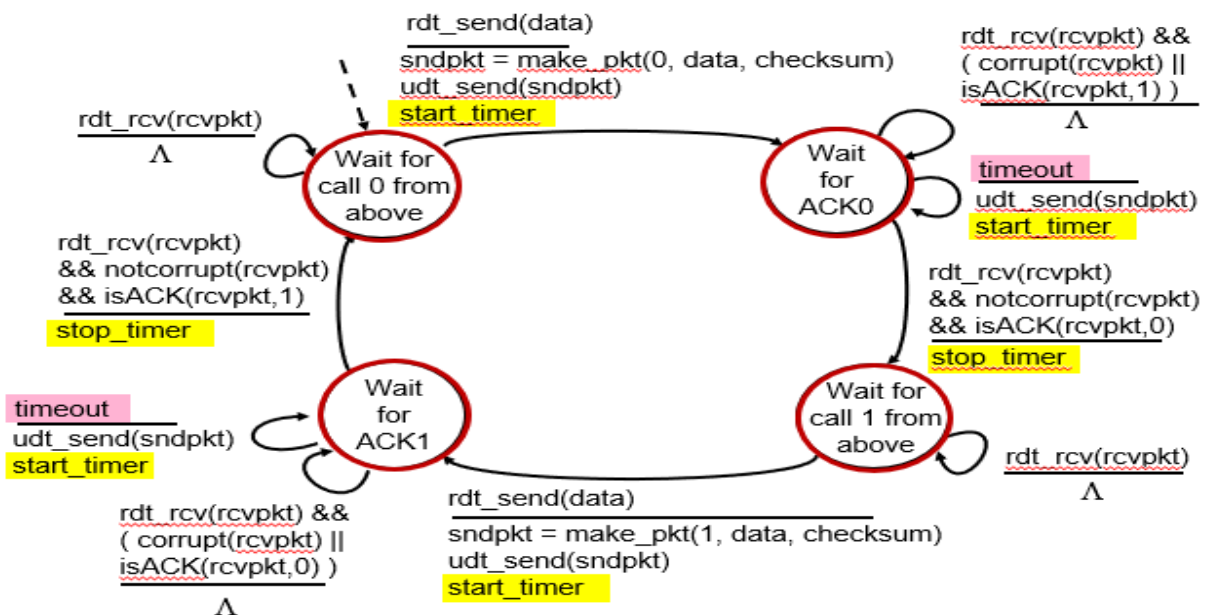 rdt_send(data)
sndpkt = make_pkt(0, data, checksum)
udt_send(sndpkt)
start_timer
rdt_rcv(rcvpkt) &&
( corrupt(rcvpkt) ||
isACK(rcvpkt,1) )
Λ
rdt_rcv(rcvpkt)
Λ
Wait for
call 0 from
above
Wait
for
ACK0
timeout
udt_send(sndpkt)
start_timer
rdt_rcv(rcvpkt)
&& notcorrupt(rcvpkt)
&& isACK(rcvpkt,1)
stop_timer
rdt_rcv(rcvpkt)
&& notcorrupt(rcvpkt)
&& isACK(rcvpkt,0)
stop_timer
Wait
for
ACK1
Wait for
call 1 from
above
timeout
udt_send(sndpkt)
start_timer
rdt_rcv(rcvpkt)
Λ
rdt_rcv(rcvpkt) &&
( corrupt(rcvpkt) ||
isACK(rcvpkt,0) )
Λ
rdt_send(data)
sndpkt = make_pkt(1, data, checksum)
udt_send(sndpkt)
start_timer